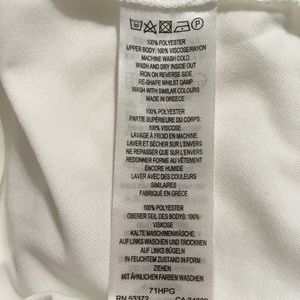 100% POLYESTER
UPPER BODY: 100% VISCOSE/RAYON
MACHINE WASH COLD.
WASH AND DRY INSIDE OUT
IRON ON REVERSE SIDE
RE-SHAPE WHILST DAMP
WASH WITH SIMILAR COLOURS
MADE IN GREECE
100% POLYESTER
PARTIE SUPÉRIEURE DU CORPS:
100% VISCOSE
LAVAGE À FROID EN MACHINE.
LAVER ET SÉCHER SUR L'ENVERS
NE REPASSER QUE SUR L'ENVERS
REDONNER FORME AU VÊTEMENT
ENCORE HUMIDE
LAVER AVEC DES COULEURS
SIMILAIRES
FABRIQUÉ EN GRÈCE
100% POLYESTER
OBERER TEIL DES BODYS: 100%
VISKOSE
KALTE MASCHINENWÄSCHE.
AUF LINKS WASCHEN UND TROCKNEN
AUF LINKS BÜGELN
IN FEUCHTEM ZUSTAND IN FORM
ZIEHEN
MIT ÄHNLICHEN FARBEN WASCHEN
71HPG
RN 53372